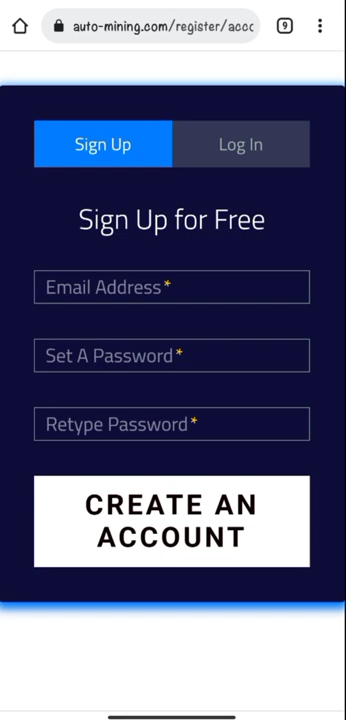 auto-mining.com/register/acc
9
Sign Up
Log In
Sign Up for Free
Email Address*
Set A Password*
Retype Password*
CREATE AN
ACCOUNT